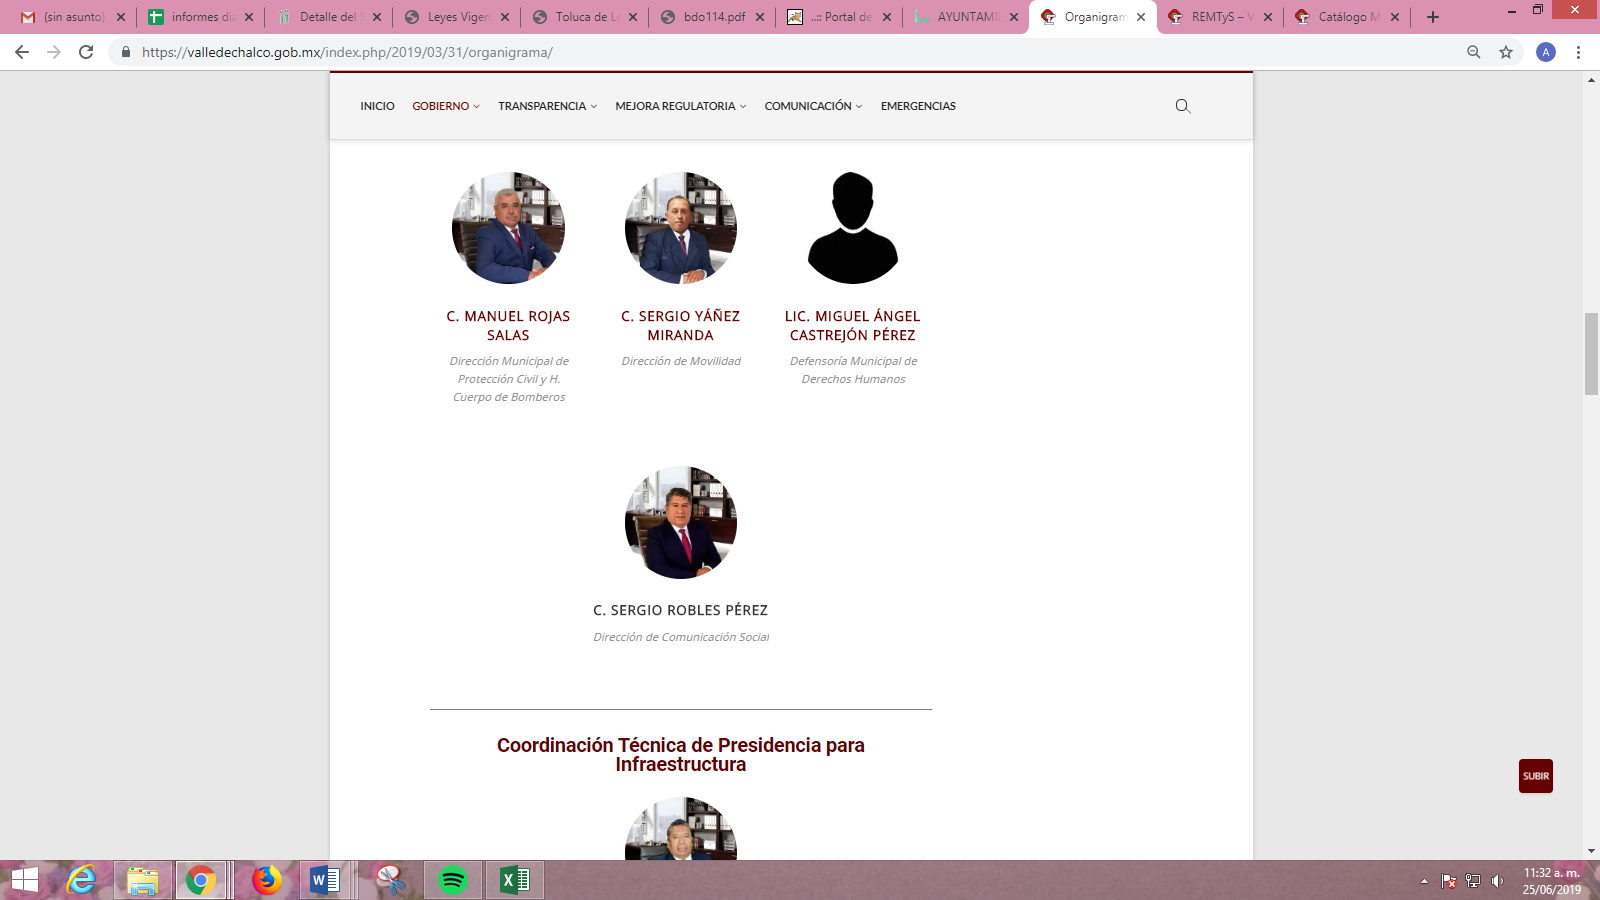 (sin asunto)
informes di
Detalle del S
Leyes Vigen
Toluca de L
bdo114.pdf
..:: Portal de
AYUNTAMI
Organigram
REMTyS – V
Catálogo M
https://valledechalco.gob.mx/index.php/2019/03/31/organigrama/
A
INICIO GOBIERNO TRANSPARENCIA MEJORA REGULATORIA COMUNICACIÓN EMERGENCIAS
C. MANUEL ROJAS
SALAS
Dirección Municipal de
Protección Civil y H.
Cuerpo de Bomberos
C. SERGIO YÁÑEZ
MIRANDA
Dirección de Movilidad
LIC. MIGUEL ÁNGEL
CASTREJÓN PÉREZ
Defensoría Municipal de
Derechos Humanos
C. SERGIO ROBLES PÉREZ
Dirección de Comunicación Social
Coordinación Técnica de Presidencia para
Infraestructura
SUBIR
11:32 a. m.
25/06/2019